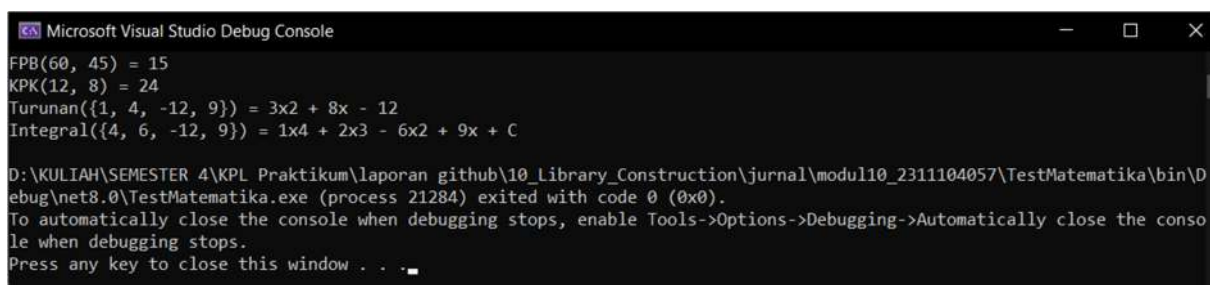 Microsoft Visual Studio Debug Console
FPB(60, 45) = 15
KPK(12, 8) = 24
Turunan({1, 4, -12, 9}) = 3x2 + 8x - 12
Integral({4, 6, -12, 9}) = 1x4 + 2x3 - 6x2 + 9x + C
D:\KULIAH\SEMESTER 4\KPL Praktikum\laporan github\10_Library_Construction\jurnal\modul10_2311104057\TestMatematika\bin\D
ebug\net8.0\TestMatematika.exe (process 21284) exited with code 0 (0x0).
To automatically close the console when debugging stops, enable Tools->Options->Debugging->Automatically close the conso
le when debugging stops.
Press any key to close this window . . .